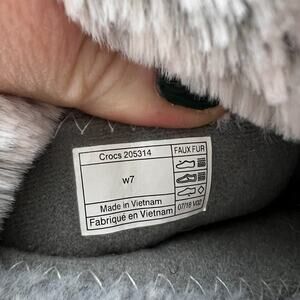 Crocs 205314
FAUX FUR
w7
Made in Vietnam
Fabriqué en Vietnam
07/18 V02